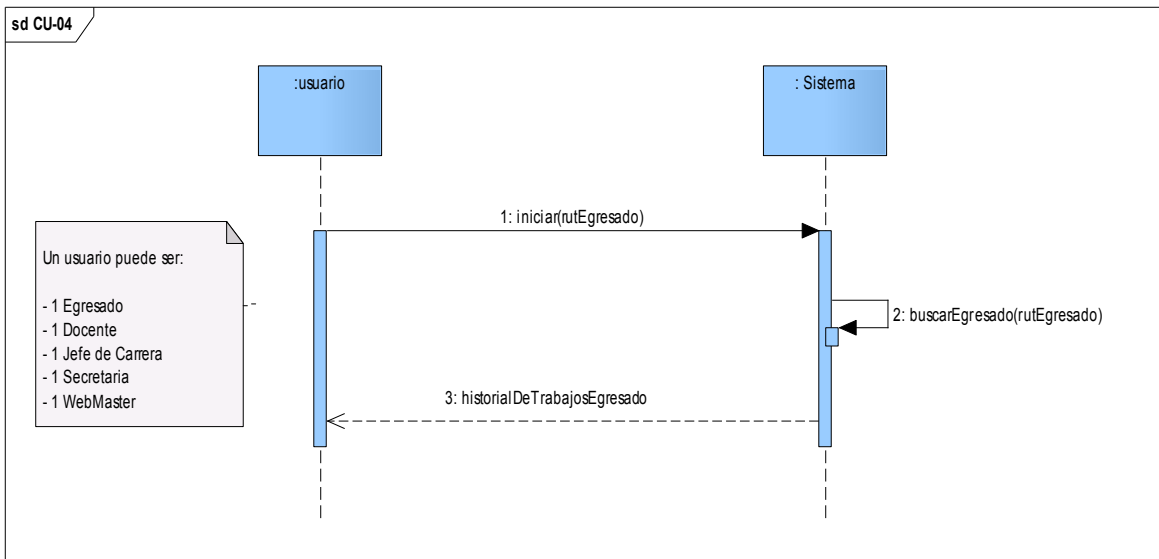 sd CU-04
:usuario
: Sistema
1: iniciar(rutEgresado)
Un usuario puede ser:
- 1 Egresado
- 1 Docente
- 1 Jefe de Carrera
- 1 Secretaria
- 1 WebMaster
2: buscarEgresado(rutEgresado)
3: historialDeTrabajosEgresado